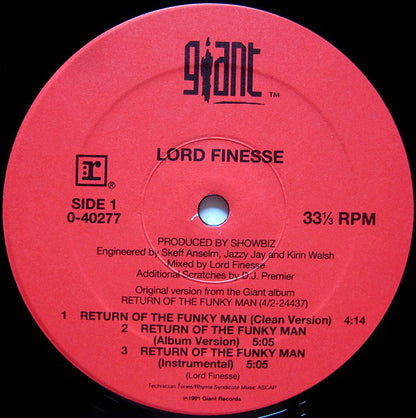 giant ™
LORD FINESSE
r ®
SIDE 1
0-40277
33⅓ RPM
PRODUCED BY SHOWBIZ
Engineered by Skeff Anselm, Jazzy Jay and Kirin Walsh
Mixed by Lord Finesse
Additional Scratches by D.J. Premier
Original version from the Giant album
RETURN OF THE FUNKY MAN (4/2-24437)
1 RETURN OF THE FUNKY MAN (Clean Version) 4:14
2 RETURN OF THE FUNKY MAN
(Album Version) 5:05
3 RETURN OF THE FUNKY MAN
(Instrumental) 5:05
(Lord Finesse)
Technician Tunes/Rhyme Syndicate Music ASCAP
℗1991 Giant Records